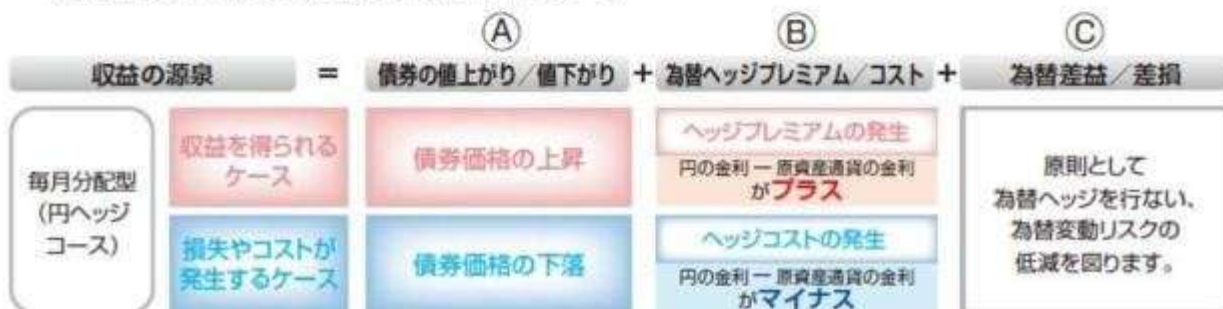 Ⓐ Ⓑ Ⓒ
収益の源泉 = 債券の値上がり/値下がり + 為替ヘッジプレミアム/コスト + 為替差益/差損
毎月分配型
(円ヘッジ
コース)
収益を得られる
ケース
債券価格の上昇
ヘッジプレミアムの発生
円の金利ー原資産通貨の金利
がプラス
損失やコストが
発生するケース
債券価格の下落
ヘッジコストの発生
円の金利ー原資産通貨の金利
がマイナス
原則として
為替ヘッジを行ない、
為替変動リスクの
低減を図ります。